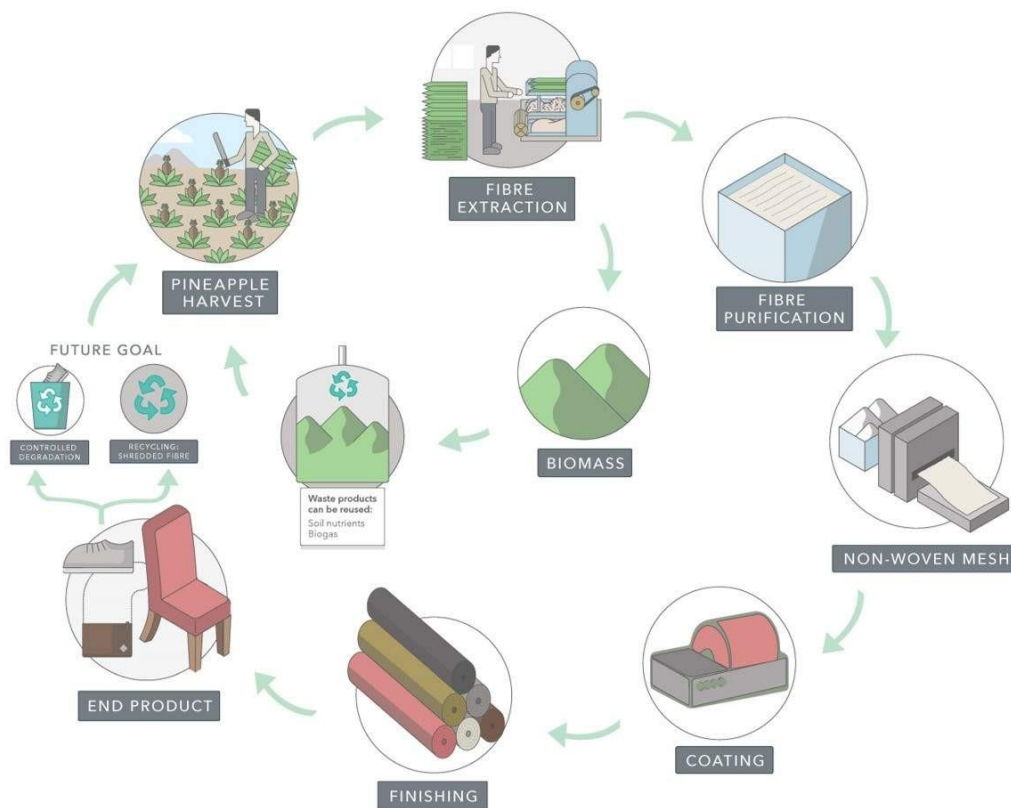 FIBRE
EXTRACTION
PINEAPPLE
HARVEST
FIBRE
PURIFICATION
FUTURE GOAL
CONTROLLED
DEGRADATION
RECYCLING:
SHREDDED FIBRE
BIOMASS
Waste products
can be reused:
Soil nutrients
Biogas
NON-WOVEN MESH
END PRODUCT
COATING
FINISHING